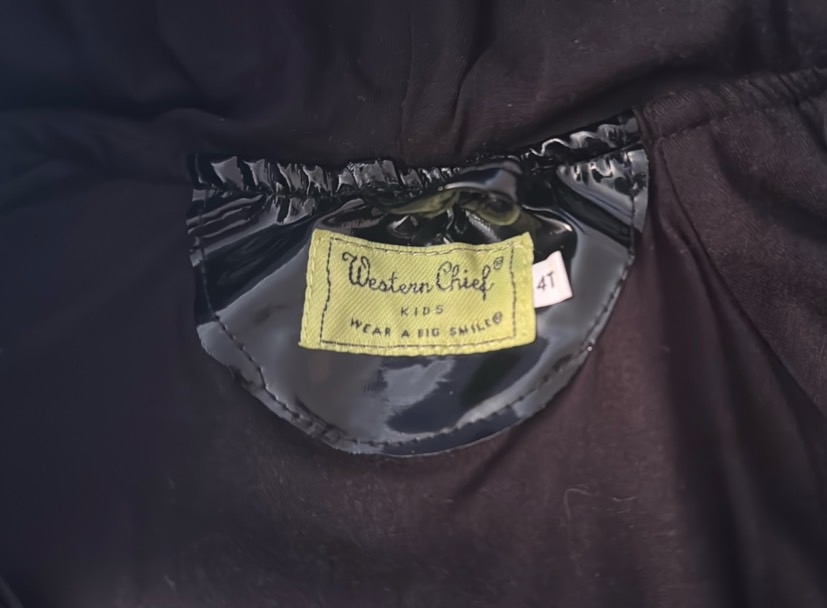 Western Chief®
KIDS
WEAR A BIG SMILE®
4T